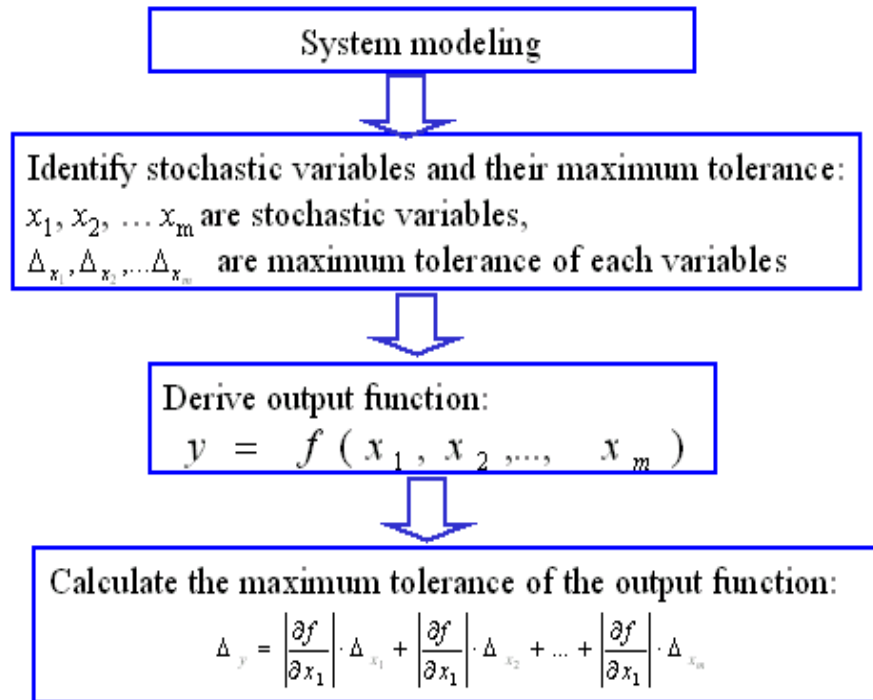 System modeling
Identify stochastic variables and their maximum tolerance:
x₁, x₂, ... xₘ are stochastic variables,
Δₓ₁, Δₓ₂, ...Δₓₘ are maximum tolerance of each variables
Derive output function:
y = f ( x₁ , x₂ ,..., xₘ )
Calculate the maximum tolerance of the output function:
Δ_y = |∂f/∂x₁| · Δₓ₁ + |∂f/∂x₁| · Δₓ₂ + ... + |∂f/∂x₁| · Δₓₘ